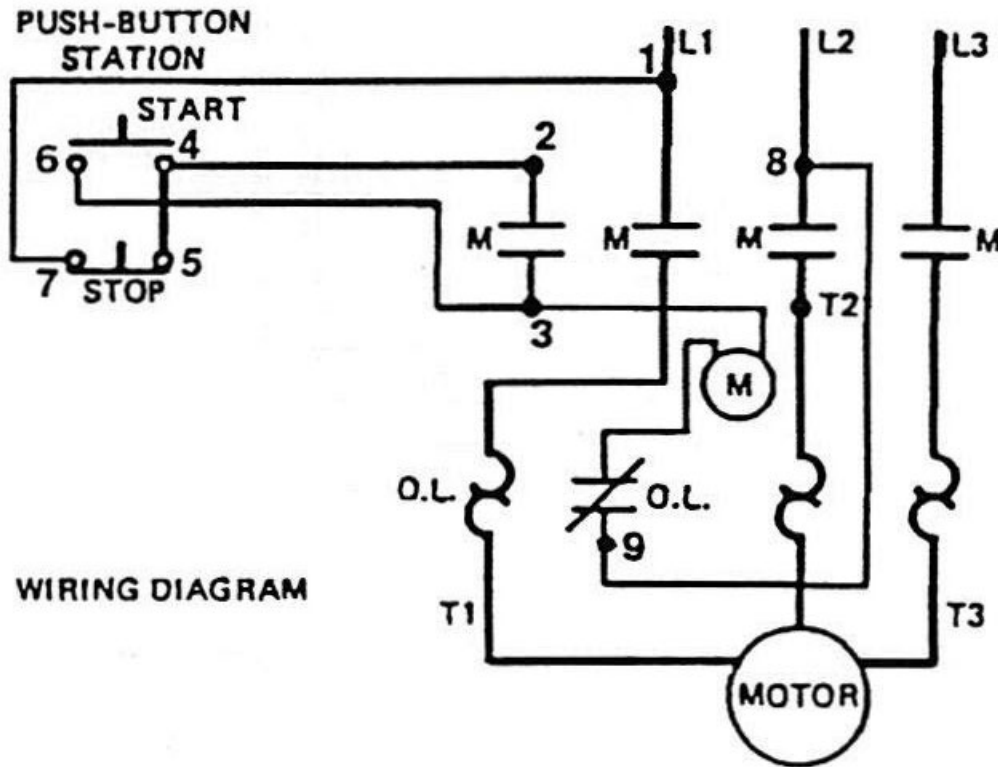 PUSH-BUTTON
STATION
1
L1
L2
L3
START
6
4
2
8
M
M
M
M
7
5
STOP
3
T2
M
O.L.
O.L.
9
WIRING DIAGRAM
T1
T3
MOTOR